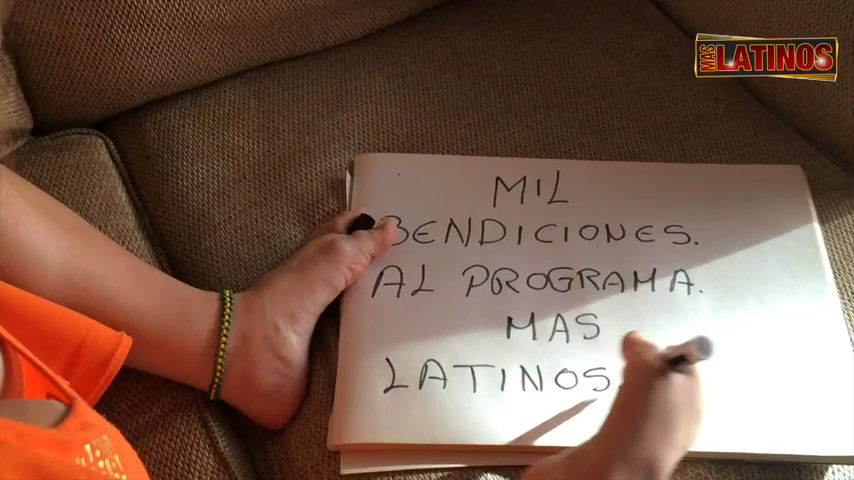 MAS LATINOS
MIL
BENDICIONES.
AL PROGRAMA.
MAS
LATINOS.